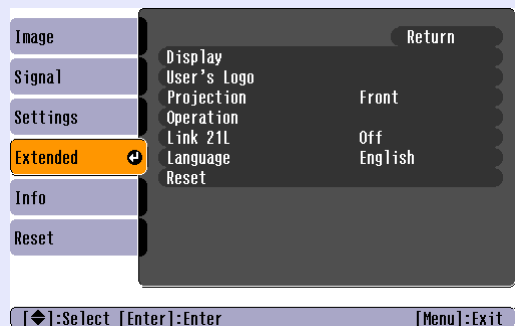 Image
Signal
Settings
Extended
Info
Reset
Return
Display
User's Logo
Projection Front
Operation
Link 21L Off
Language English
Reset
[◆]:Select [Enter]:Enter [Menu]:Exit